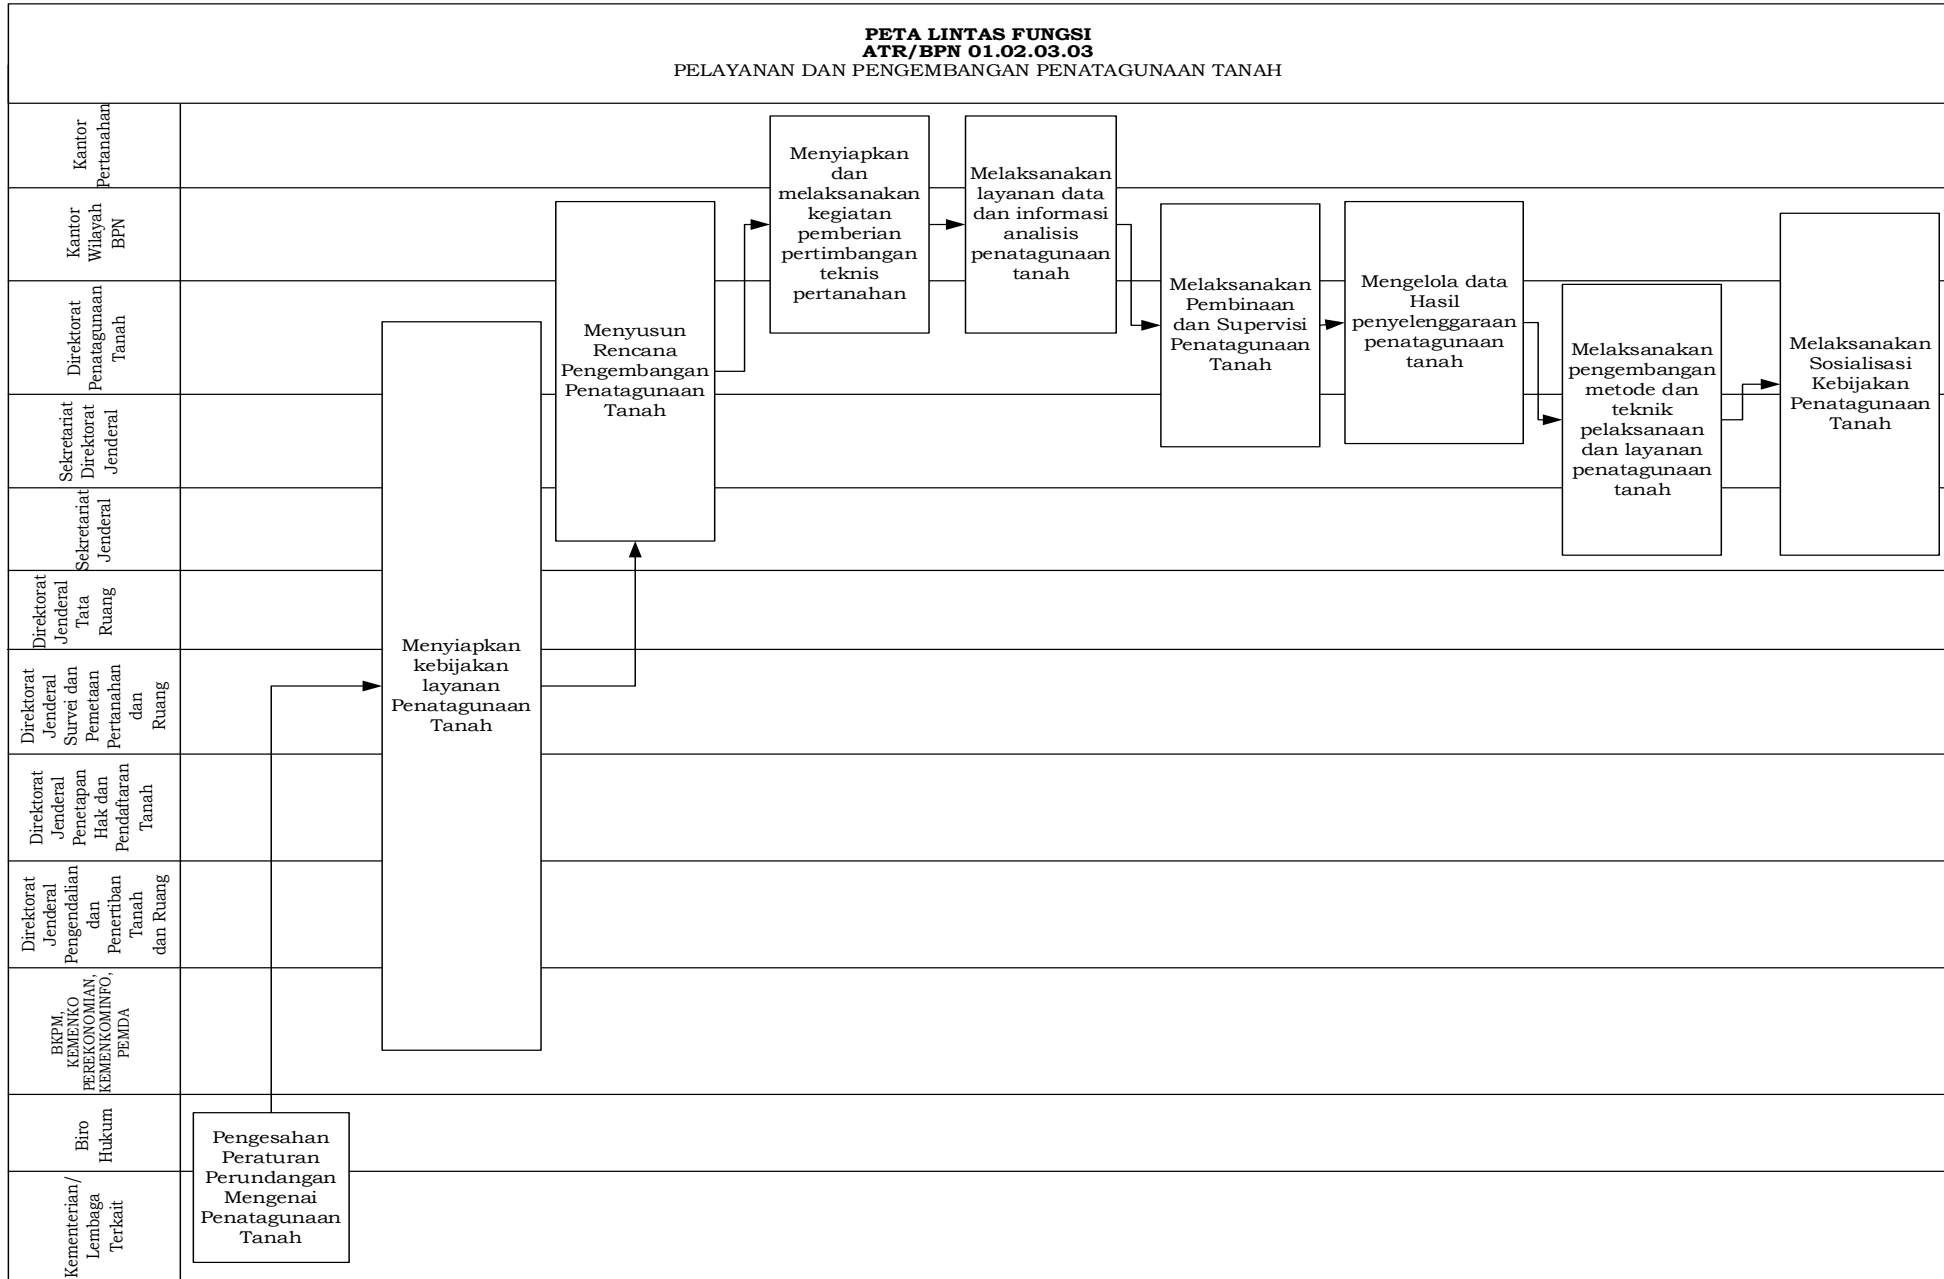 PETA LINTAS FUNGSI
ATR/BPN 01.02.03.03
PELAYANAN DAN PENGEMBANGAN PENATAGUNAAN TANAH
Kantor
Pertanahan
Kantor
Wilayah
BPN
Direktorat
Penatagunaan
Tanah
Sekretariat
Direktorat
Jenderal
Sekretariat
Jenderal
Direktorat
Jenderal
Tata
Ruang
Direktorat
Jenderal
Survei dan
Pemetaan
Pertanahan
dan
Ruang
Direktorat
Jenderal
Penetapan
Hak dan
Pendaftaran
Tanah
Direktorat
Jenderal
Pengendalian
dan
Penertiban
Tanah
dan Ruang
BKPM,
KEMENKO
PEREKONOMIAN,
KEMENKOMINFO,
PEMDA
Biro
Hukum
Kementerian/
Lembaga
Terkait
Pengesahan
Peraturan
Perundangan
Mengenai
Penatagunaan
Tanah
Menyiapkan
kebijakan
layanan
Penatagunaan
Tanah
Menyusun
Rencana
Pengembangan
Penatagunaan
Tanah
Menyiapkan
dan
melaksanakan
kegiatan
pemberian
pertimbangan
teknis
pertanahan
Melaksanakan
layanan data
dan informasi
analisis
penatagunaan
tanah
Melaksanakan
Pembinaan
dan Supervisi
Penatagunaan
Tanah
Mengelola data
Hasil
penyelenggaraan
penatagunaan
tanah
Melaksanakan
pengembangan
metode dan
teknik
pelaksanaan
dan layanan
penatagunaan
tanah
Melaksanakan
Sosialisasi
Kebijakan
Penatagunaan
Tanah